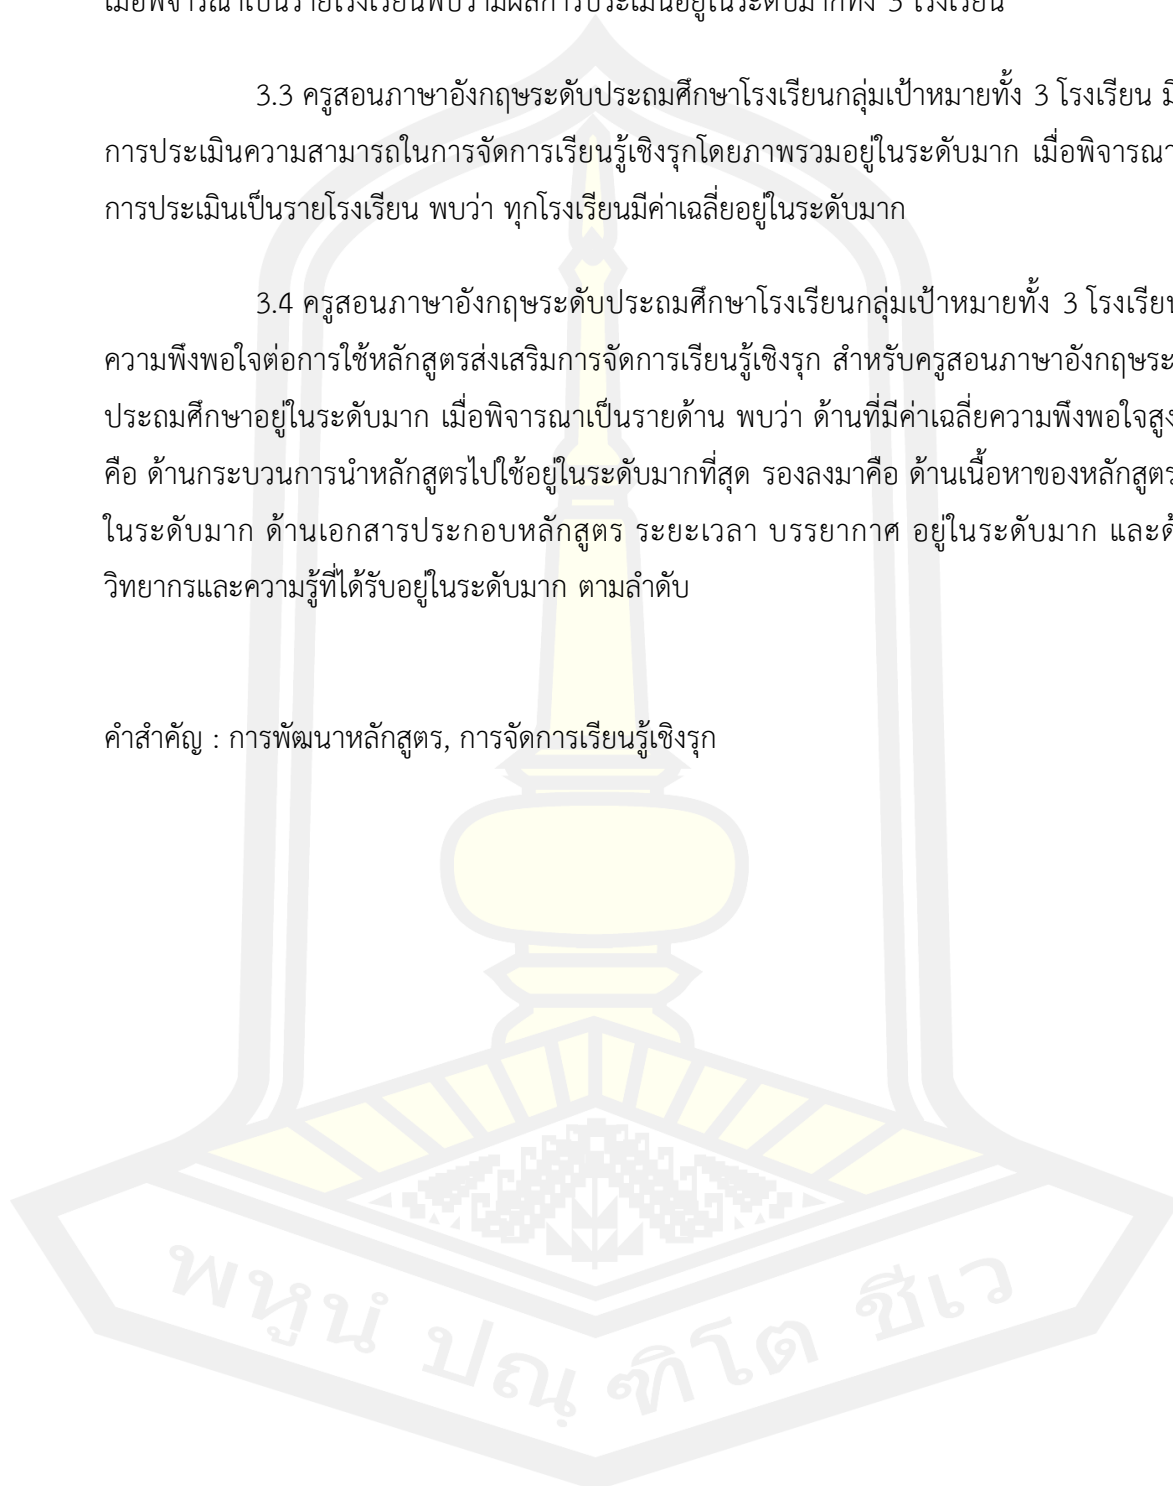 เมื่อพิจารณาเป็นรายโรงเรียนพบว่ามีผลการประเมินอยู่ในระดับมากทั้ง 3 โรงเรียน
3.3 ครูสอนภาษาอังกฤษระดับประถมศึกษาโรงเรียนกลุ่มเป้าหมายทั้ง 3 โรงเรียน มี
การประเมินความสามารถในการจัดการเรียนรู้เชิงรุกโดยภาพรวมอยู่ในระดับมาก เมื่อพิจารณา
การประเมินเป็นรายโรงเรียน พบว่า ทุกโรงเรียนมีค่าเฉลี่ยอยู่ในระดับมาก
3.4 ครูสอนภาษาอังกฤษระดับประถมศึกษาโรงเรียนกลุ่มเป้าหมายทั้ง 3 โรงเรียน
ความพึงพอใจต่อการใช้หลักสูตรส่งเสริมการจัดการเรียนรู้เชิงรุก สำหรับครูสอนภาษาอังกฤษระ
ประถมศึกษาอยู่ในระดับมาก เมื่อพิจารณาเป็นรายด้าน พบว่า ด้านที่มีค่าเฉลี่ยความพึงพอใจสูง
คือ ด้านกระบวนการนำหลักสูตรไปใช้อยู่ในระดับมากที่สุด รองลงมาคือ ด้านเนื้อหาของหลักสูตร
ในระดับมาก ด้านเอกสารประกอบหลักสูตร ระยะเวลา บรรยากาศ อยู่ในระดับมาก และด้
วิทยากรและความรู้ที่ได้รับอยู่ในระดับมาก ตามลำดับ
คำสำคัญ : การพัฒนาหลักสูตร, การจัดการเรียนรู้เชิงรุก
พหูนํ ปณฺ ฑิโต ชีเว